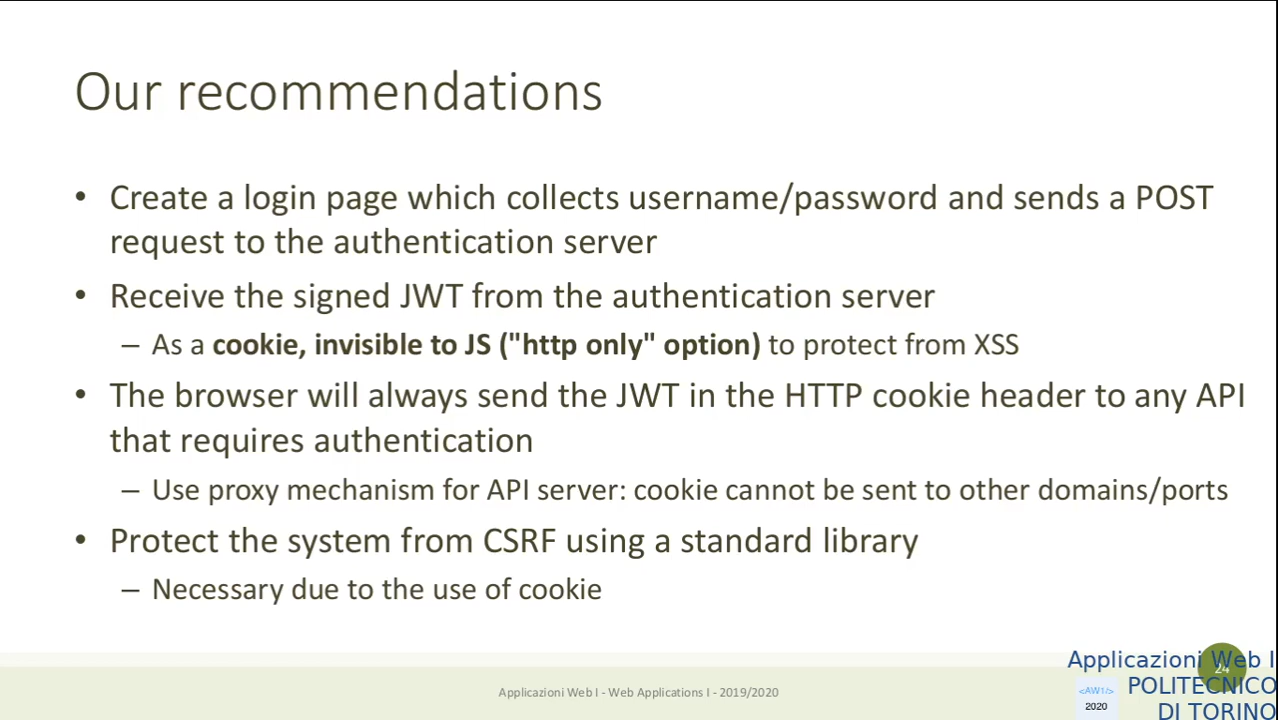 Our recommendations
• Create a login page which collects username/password and sends a POST
request to the authentication server
• Receive the signed JWT from the authentication server
– As a cookie, invisible to JS ("http only" option) to protect from XSS
• The browser will always send the JWT in the HTTP cookie header to any API
that requires authentication
– Use proxy mechanism for API server: cookie cannot be sent to other domains/ports
• Protect the system from CSRF using a standard library
– Necessary due to the use of cookie
Applicazioni Web I - Web Applications I - 2019/2020
24
Applicazioni Web I
POLITECNICO
DI TORINO
<AW1/>
2020